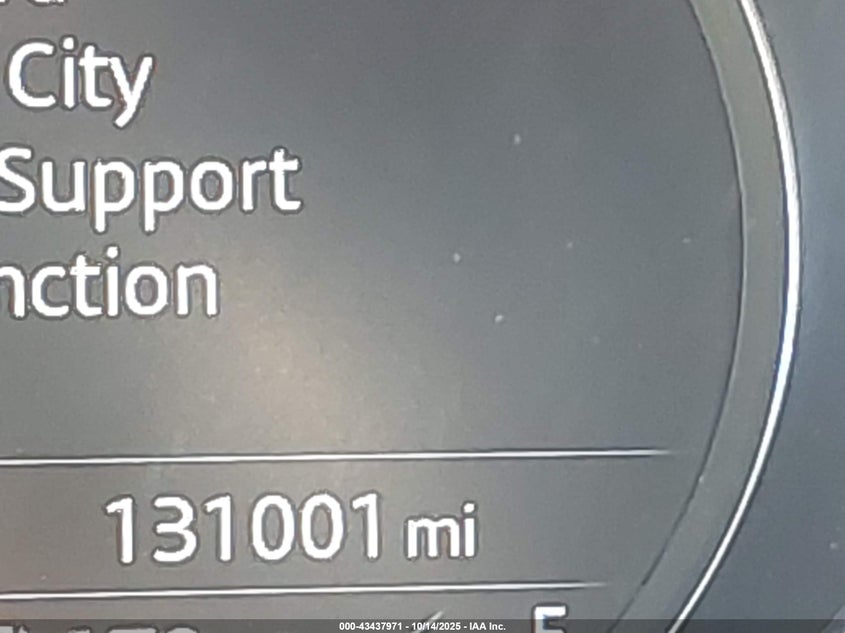 City
Support
nction
131001 mi
000-43437971 - 10/14/2025 - IAA Inc.